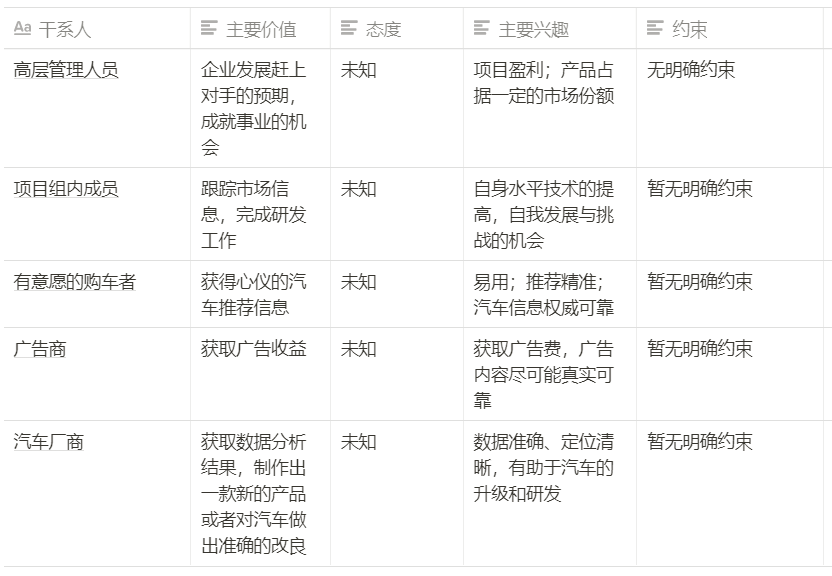 Aa 干系人
主要价值
态度
主要兴趣
约束
高层管理人员
企业发展赶上
对手的预期，
成就事业的机
会
未知
项目盈利；产品占
据一定的市场份额
无明确约束
项目组内成员
跟踪市场信
息，完成研发
工作
未知
自身水平技术的提
高，自我发展与挑
战的机会
暂无明确约束
有意愿的购车者
获得心仪的汽
车推荐信息
未知
易用；推荐精准；
汽车信息权威可靠
暂无明确约束
广告商
获取广告收益
未知
获取广告费，广告
内容尽可能真实可
靠
暂无明确约束
汽车厂商
获取数据分析
结果，制作出
一款新的产品
或者对汽车做
出准确的改良
未知
数据准确、定位清
晰，有助于汽车的
升级和研发
暂无明确约束